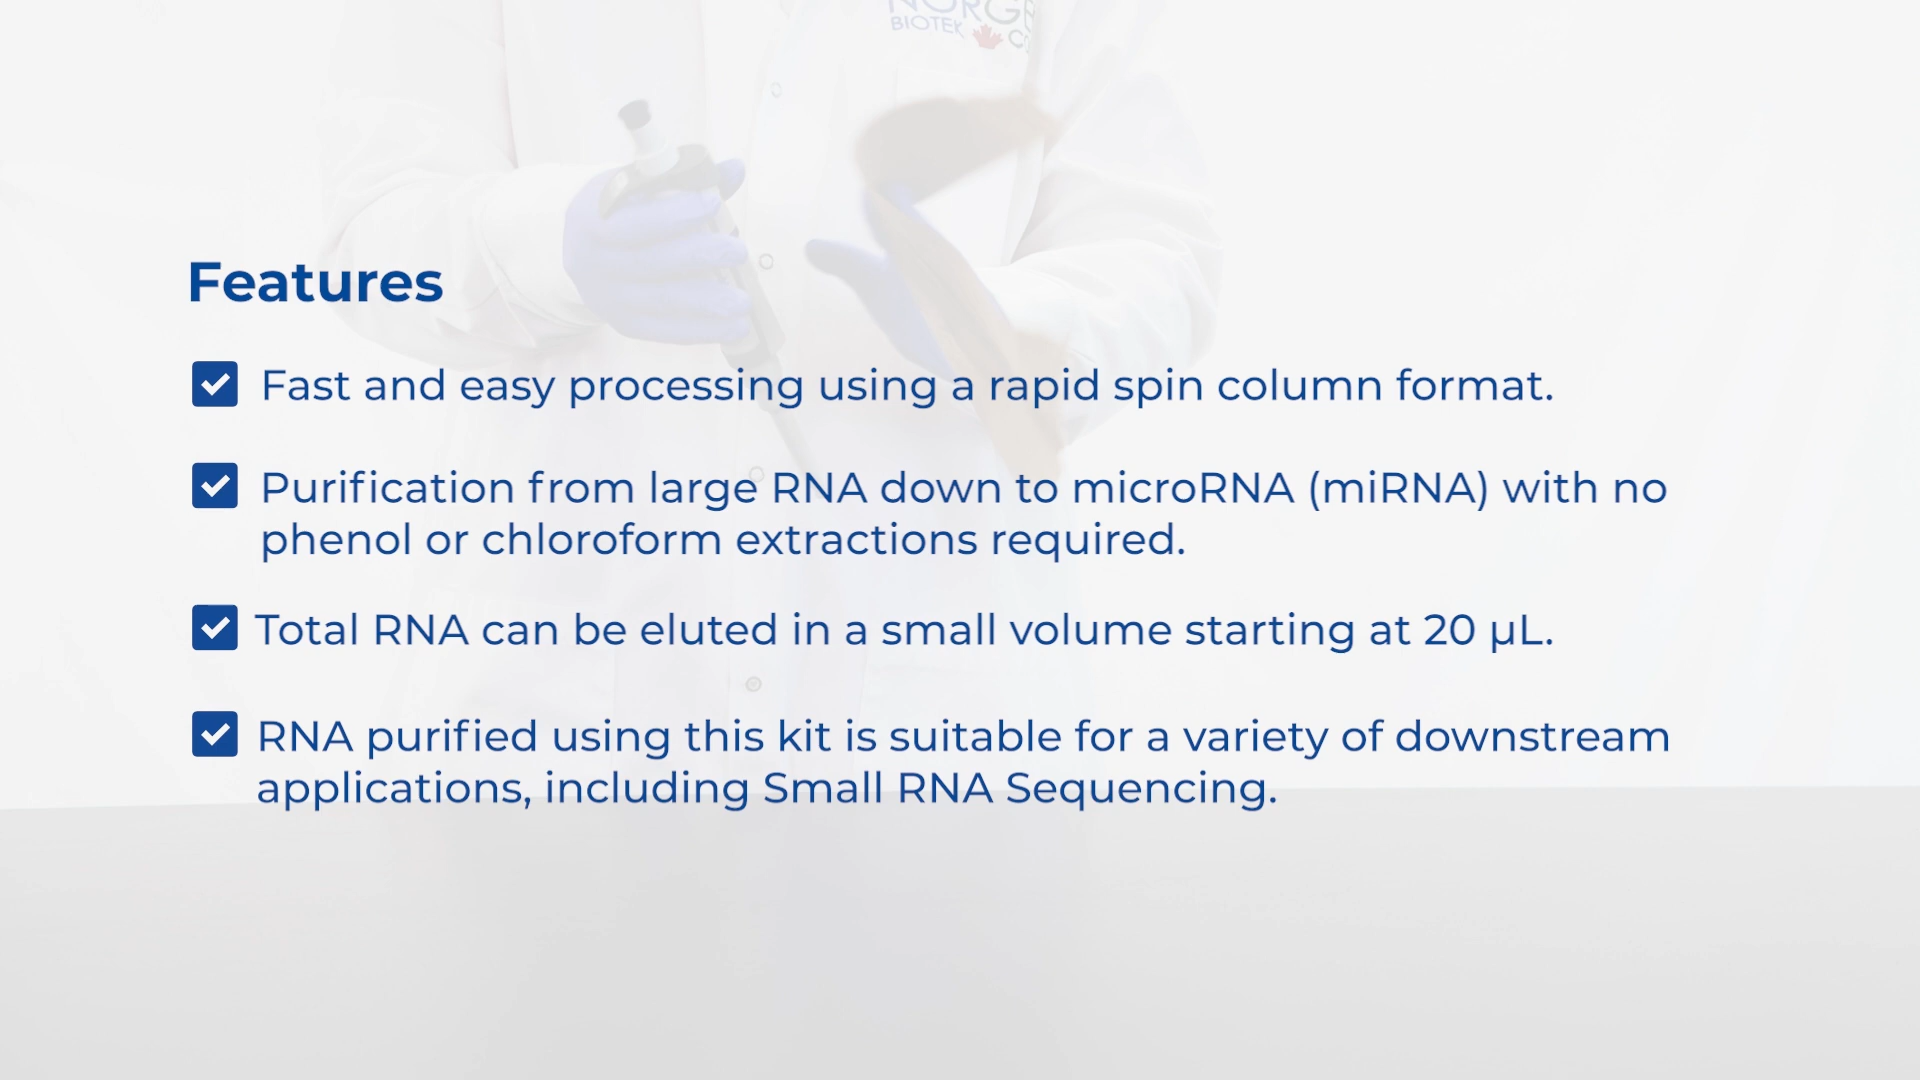 BIOTEK
Features
Fast and easy processing using a rapid spin column format.
Purification from large RNA down to microRNA (miRNA) with no
phenol or chloroform extractions required.
Total RNA can be eluted in a small volume starting at 20 µL.
RNA purified using this kit is suitable for a variety of downstream
applications, including Small RNA Sequencing.